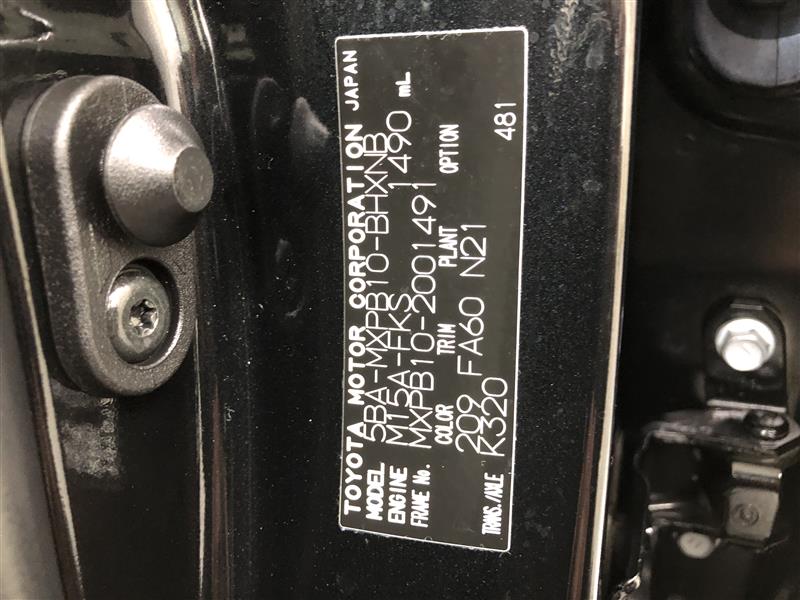 TOYOTA MOTOR CORPORATION JAPAN
MODEL 5BA-MXPB10-BHXNB
ENGINE M15A-FKS 1490 mL
FRAME No. MXPB10-2001491
COLOR TRIM PLANT OPTION
209 FA60 N21
TRANS./AXLE K320 481